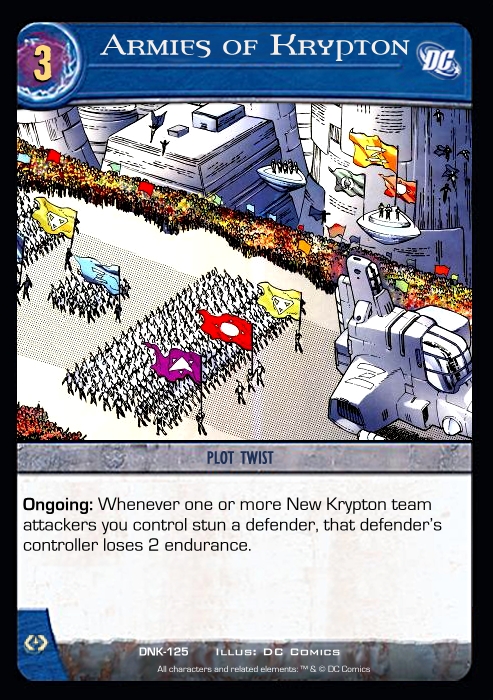 3
Armies of Krypton
DC
PLOT TWIST
Ongoing: Whenever one or more New Krypton team
attackers you control stun a defender, that defender's
controller loses 2 endurance.
DNK-125 Illus: DC Comics
All characters and related elements: ™ & © DC Comics